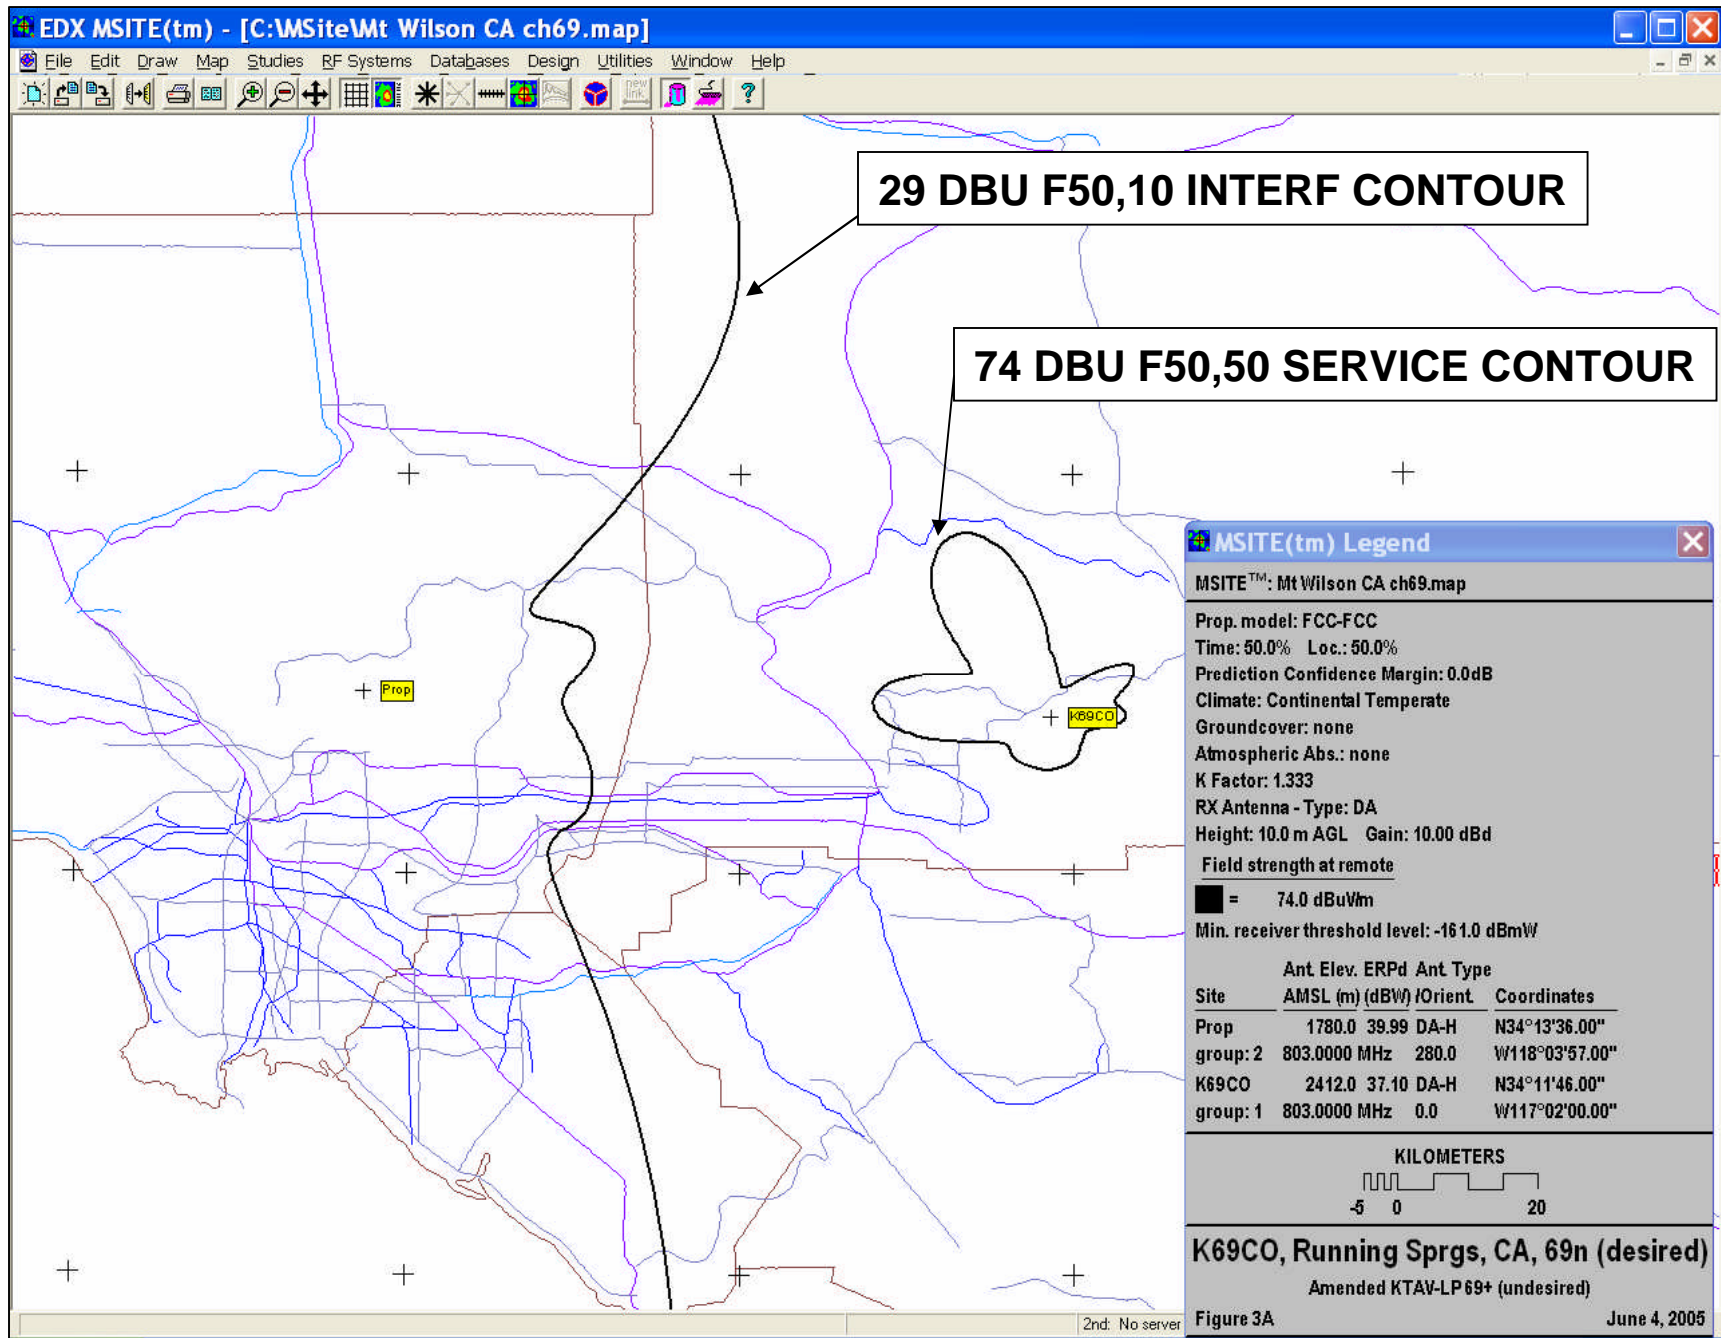 EDX MSITE(tm) - [C:\MSite\Mt Wilson CA ch69.map]
File Edit Draw Map Studies RF Systems Databases Design Utilities Window Help
new link
29 DBU F50,10 INTERF CONTOUR
74 DBU F50,50 SERVICE CONTOUR
Prop
K69CO
MSITE(tm) Legend
MSITE™: Mt Wilson CA ch69.map
Prop. model: FCC-FCC
Time: 50.0% Loc.: 50.0%
Prediction Confidence Margin: 0.0dB
Climate: Continental Temperate
Groundcover: none
Atmospheric Abs.: none
K Factor: 1.333
RX Antenna - Type: DA
Height: 10.0 m AGL Gain: 10.00 dBd
Field strength at remote
= 74.0 dBuV/m
Min. receiver threshold level: -161.0 dBmW
Ant. Elev. ERPd Ant. Type
Site AMSL (m) (dBW) /Orient. Coordinates
Prop 1780.0 39.99 DA-H N34°13'36.00"
group: 2 803.0000 MHz 280.0 W118°03'57.00"
K69CO 2412.0 37.10 DA-H N34°11'46.00"
group: 1 803.0000 MHz 0.0 W117°02'00.00"
KILOMETERS
-5 0 20
K69CO, Running Sprgs, CA, 69n (desired)
Amended KTAV-LP 69+ (undesired)
Figure 3A June 4, 2005
2nd: No server